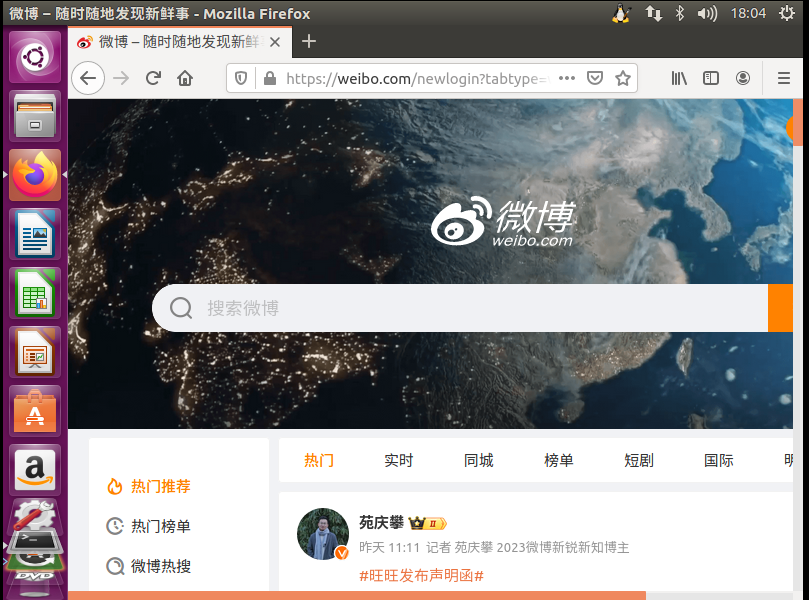 微博 – 随时随地发现新鲜事 - Mozilla Firefox
18:04
微博 – 随时随地发现新鲜
https://weibo.com/newlogin?tabtype=
微博
weibo.com
搜索微博
热门 实时 同城 榜单 短剧 国际 明
热门推荐
热门榜单
微博热搜
苑庆攀 II
昨天 11:11 记者 苑庆攀 2023微博新锐新知博主
#旺旺发布声明函#
a
DVD